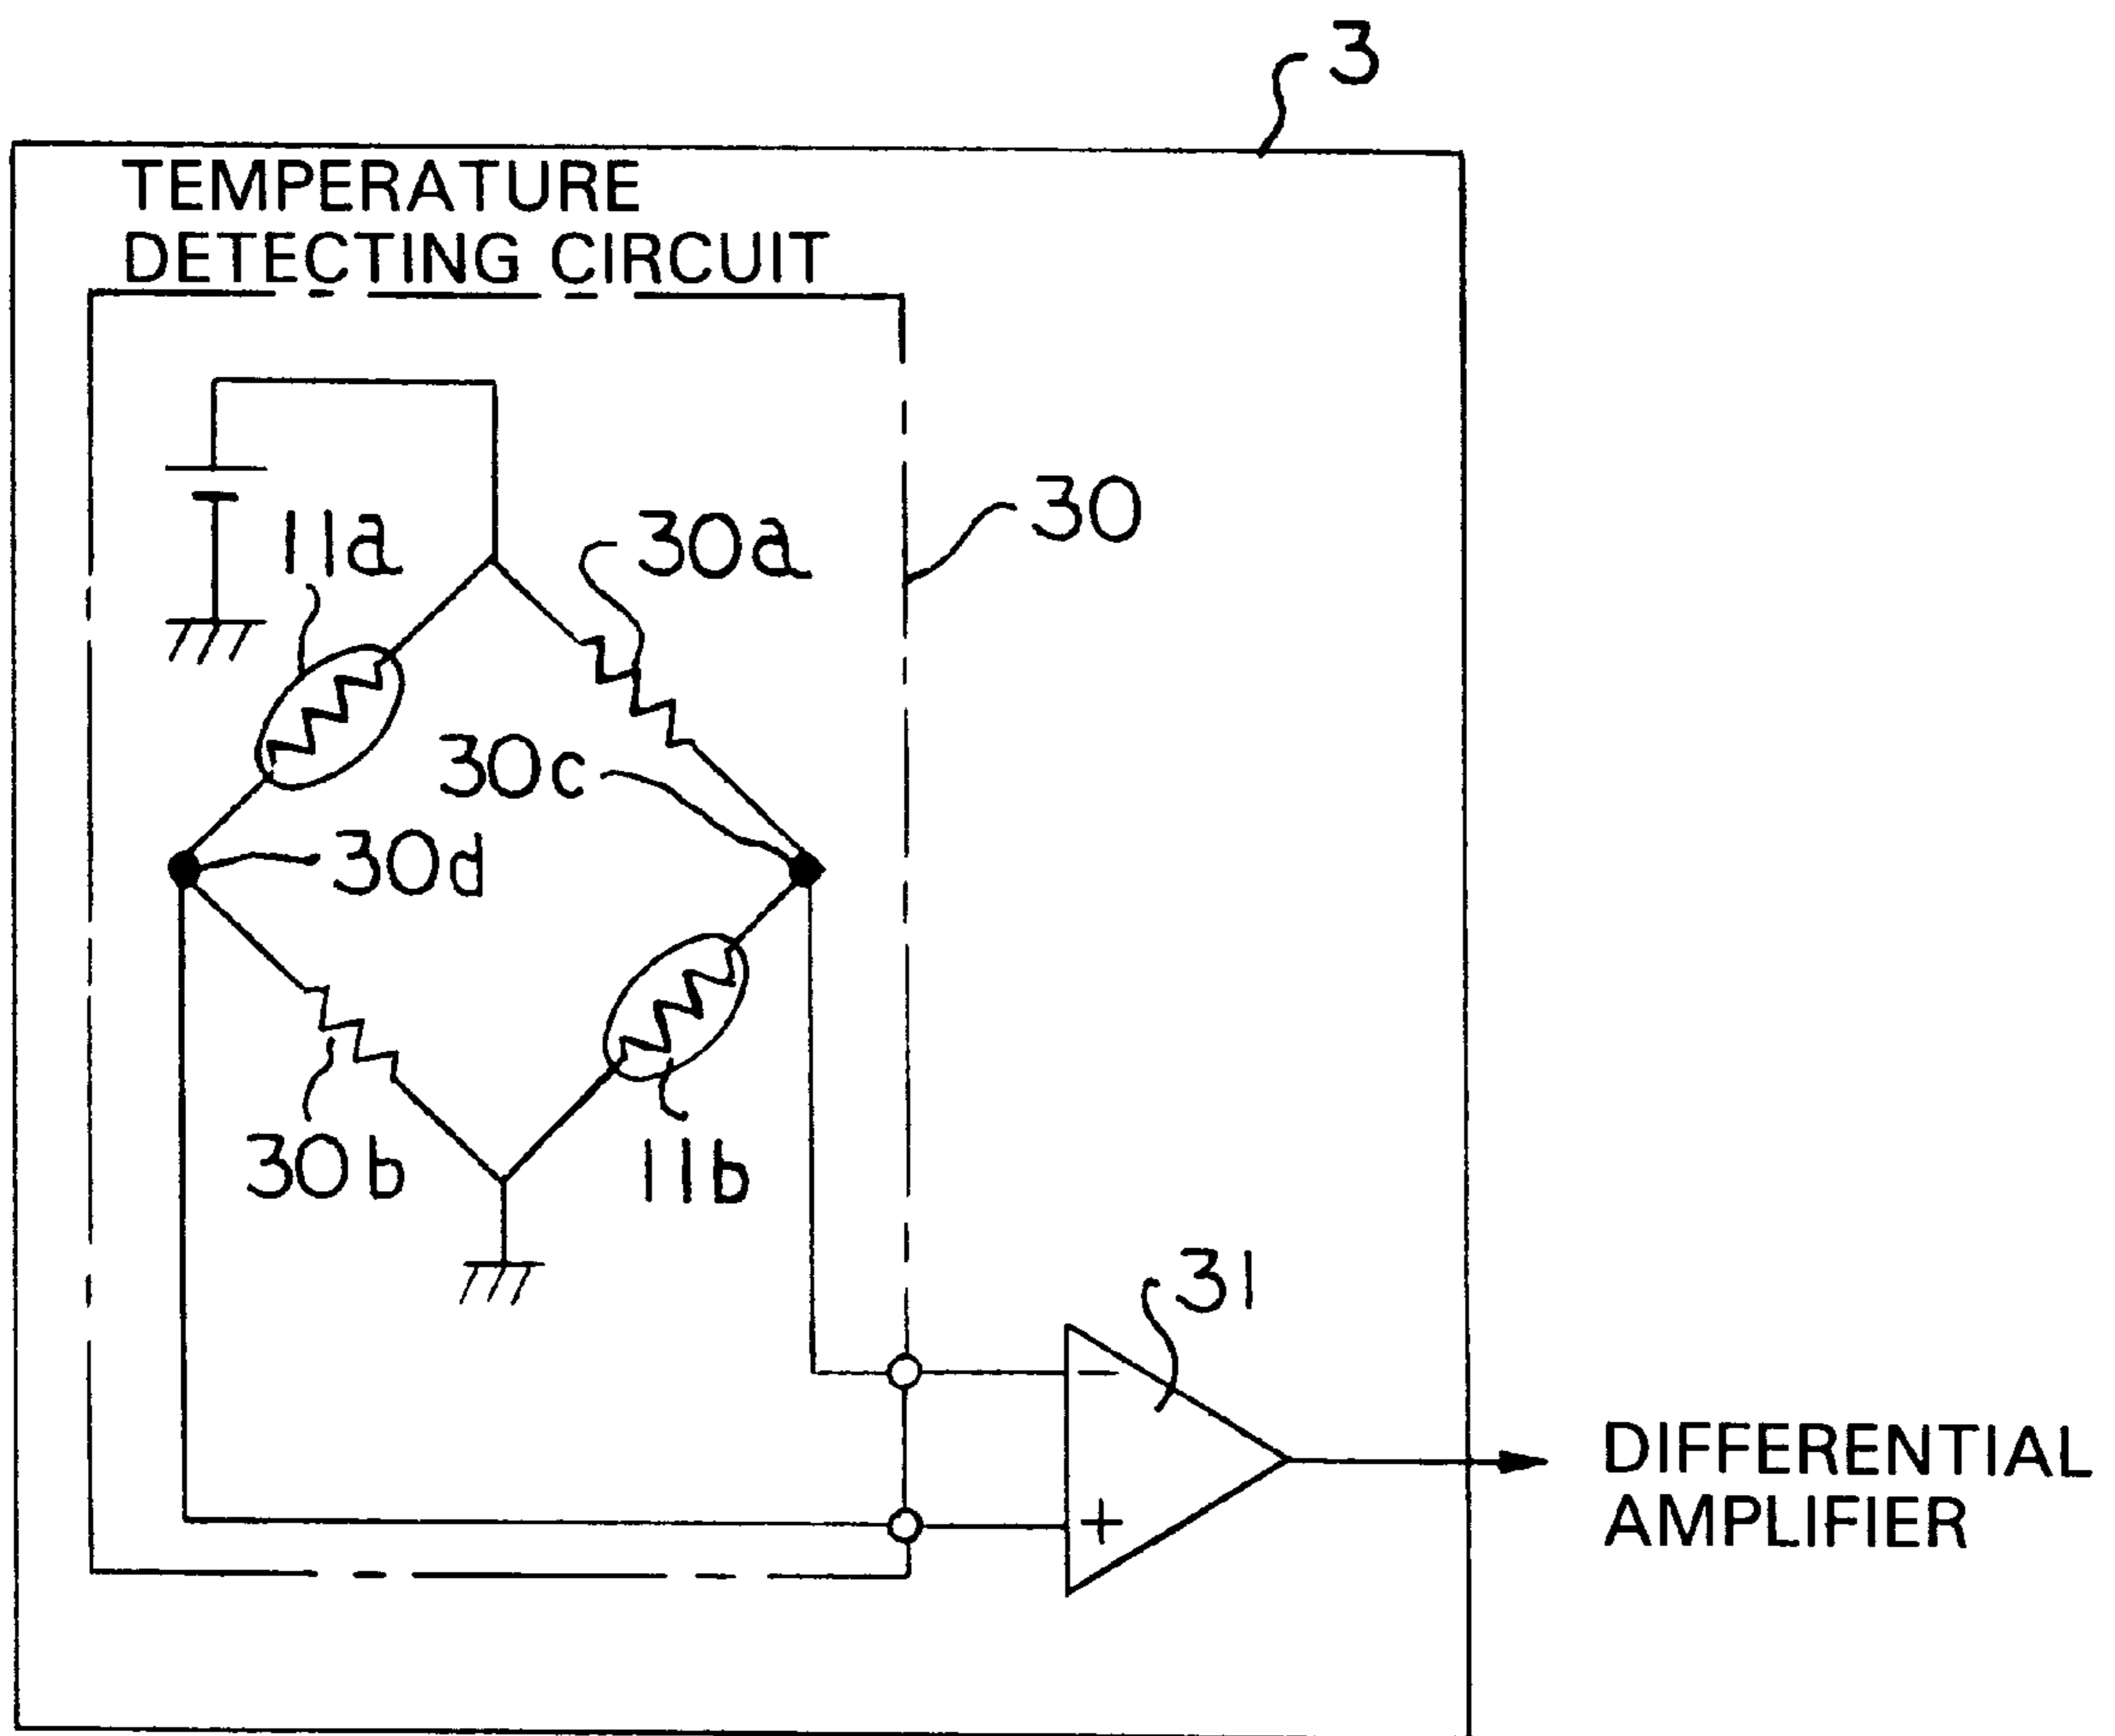 3
TEMPERATURE
DETECTING CIRCUIT
30
11a
30a
30c
30d
30b
11b
31
−
+
DIFFERENTIAL
AMPLIFIER